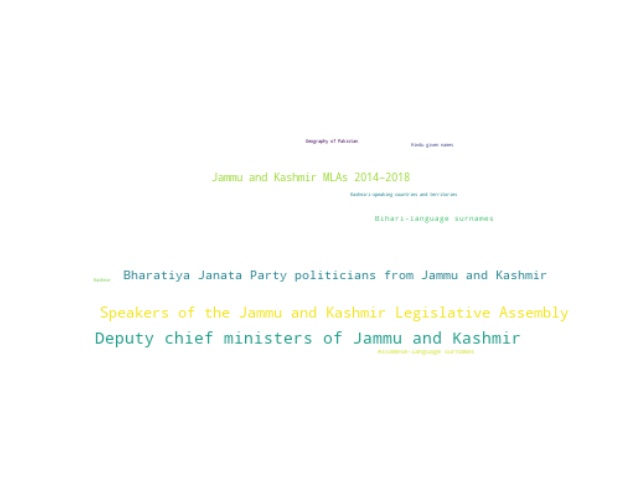 Geography of Pakistan
Hindu given names
Jammu and Kashmir MLAs 2014–2018
Kashmiri-speaking countries and territories
Bihari-language surnames
Bharatiya Janata Party politicians from Jammu and Kashmir
Kashmir
Speakers of the Jammu and Kashmir Legislative Assembly
Deputy chief ministers of Jammu and Kashmir
Assamese-language surnames